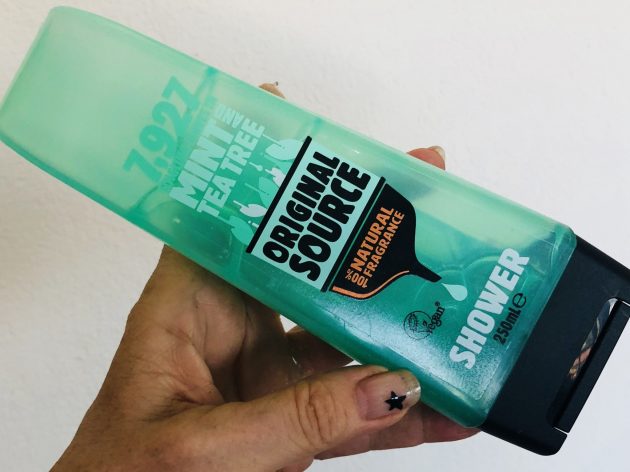 7,927
MINT
AND
TEA TREE
ORIGINAL
SOURCE
100%
NATURAL
FRAGRANCE
Vegan
SHOWER
250ml e